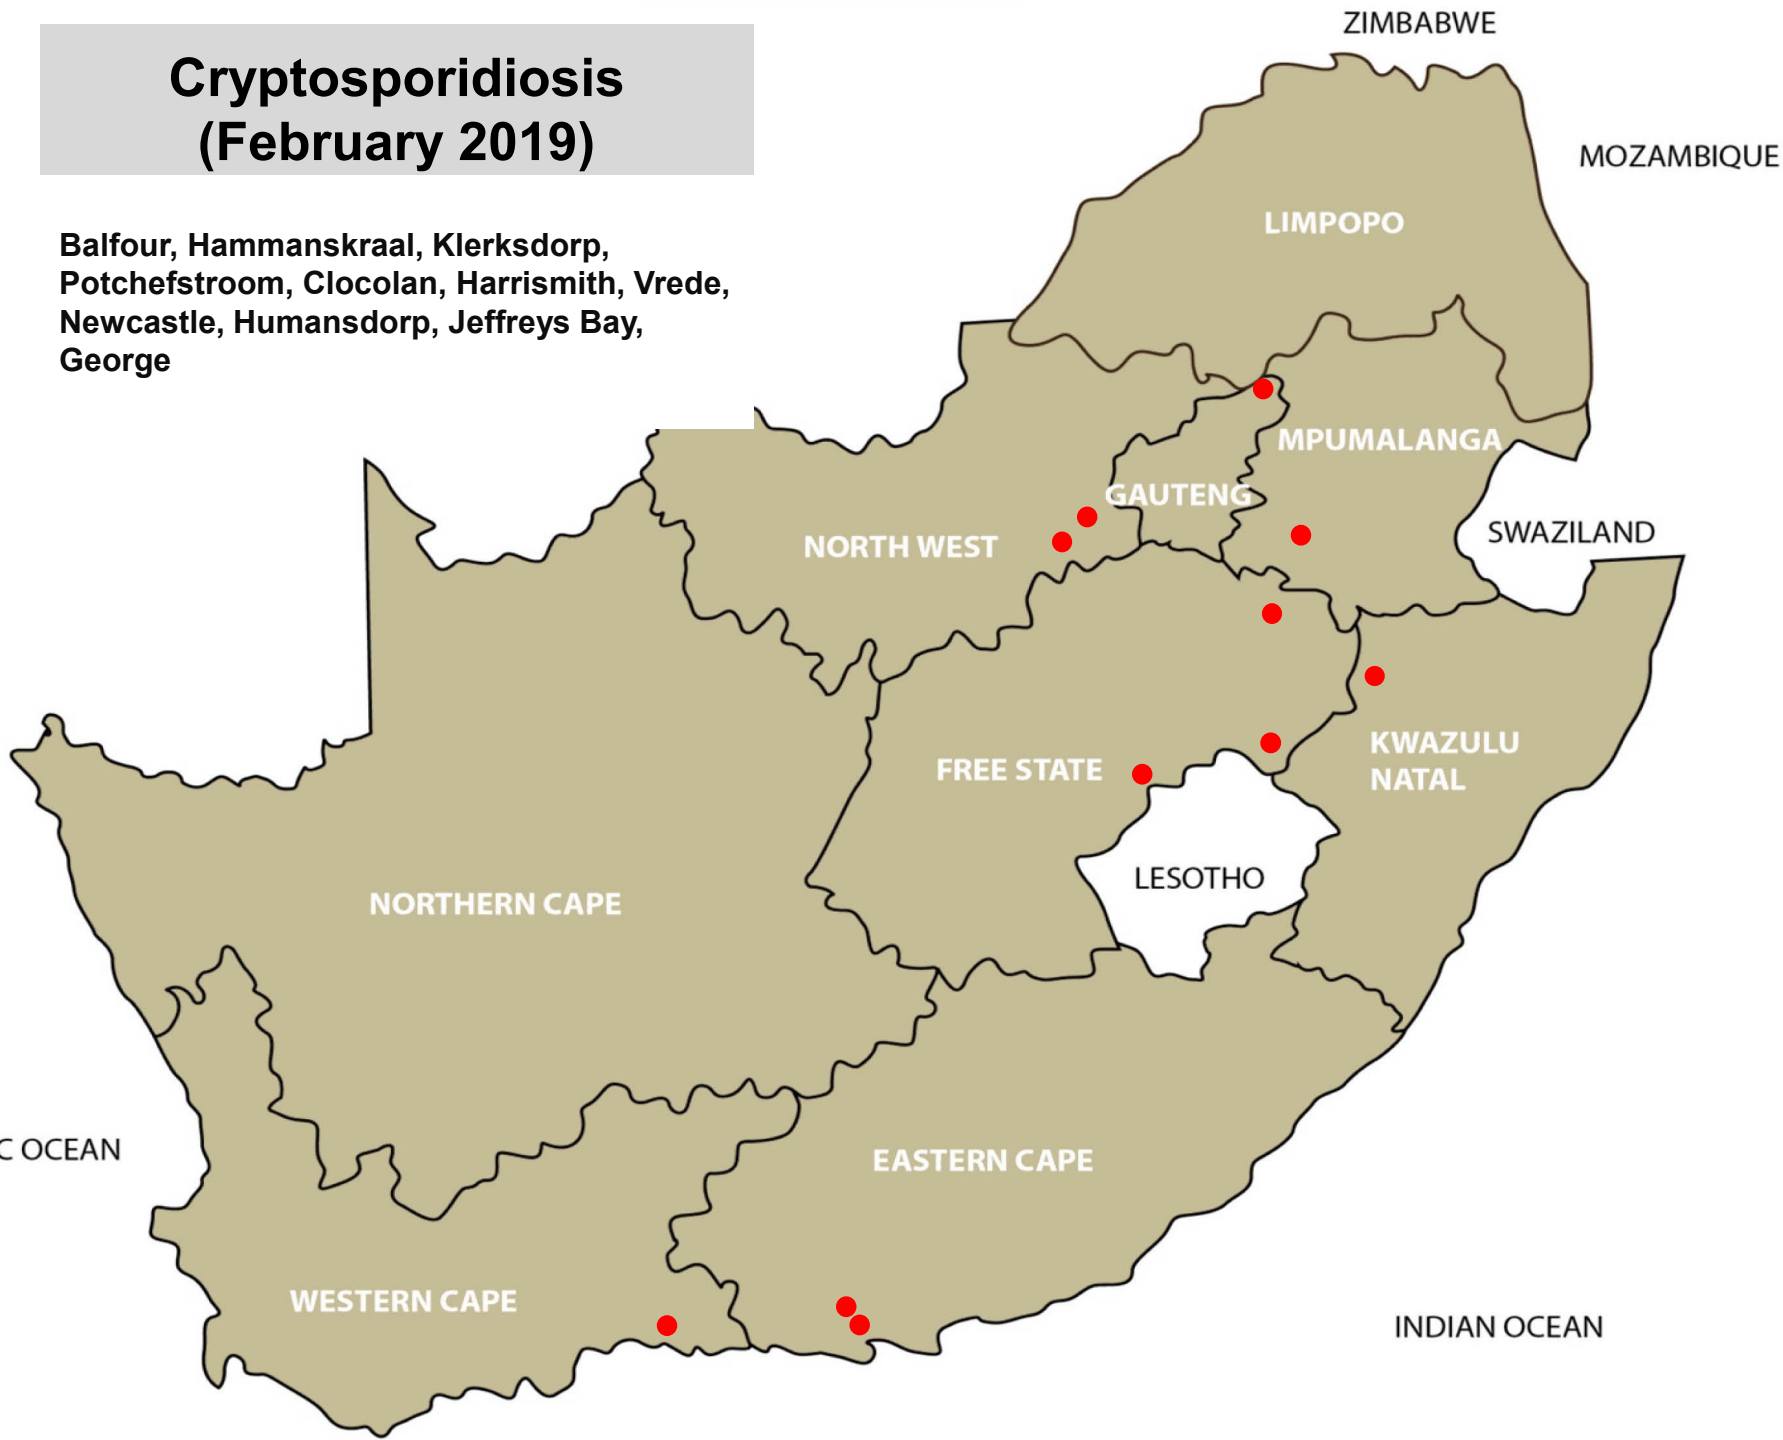 Cryptosporidiosis
(February 2019)
Balfour, Hammanskraal, Klerksdorp,
Potchefstroom, Clocolan, Harrismith, Vrede,
Newcastle, Humansdorp, Jeffreys Bay,
George
ZIMBABWE
MOZAMBIQUE
LIMPOPO
MPUMALANGA
GAUTENG
SWAZILAND
NORTH WEST
KWAZULU
NATAL
FREE STATE
LESOTHO
NORTHERN CAPE
C OCEAN
EASTERN CAPE
WESTERN CAPE
INDIAN OCEAN